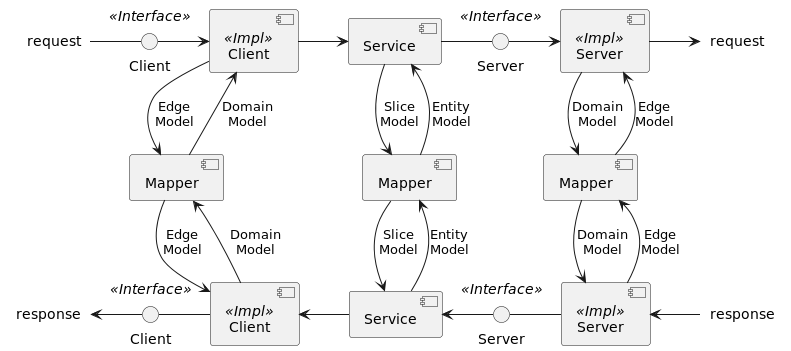 «Interface»
«Interface»
request
Client
«Impl»
Client
Service
Server
«Impl»
Server
request
Edge
Model
Domain
Model
Slice
Model
Entity
Model
Domain
Model
Edge
Model
Mapper
Mapper
Mapper
Edge
Model
Domain
Model
Slice
Model
Entity
Model
Domain
Model
Edge
Model
«Interface»
«Interface»
response
Client
«Impl»
Client
Service
Server
«Impl»
Server
response